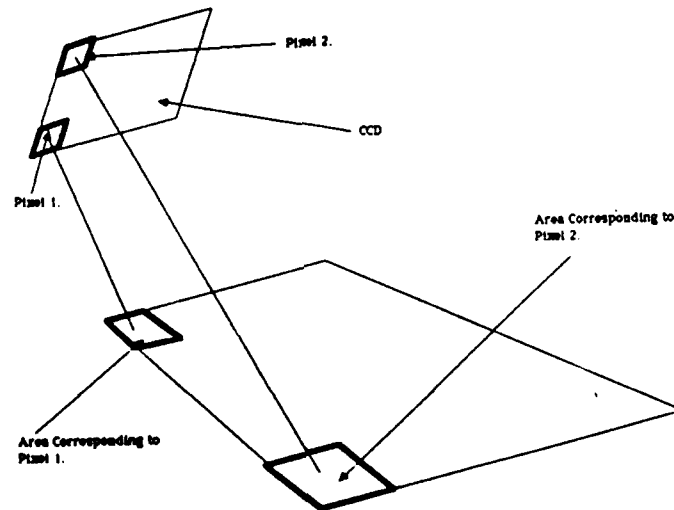 Pixel 2.
CCD
Pixel 1.
Area Corresponding to
Pixel 2.
Area Corresponding to
Pixel 1.